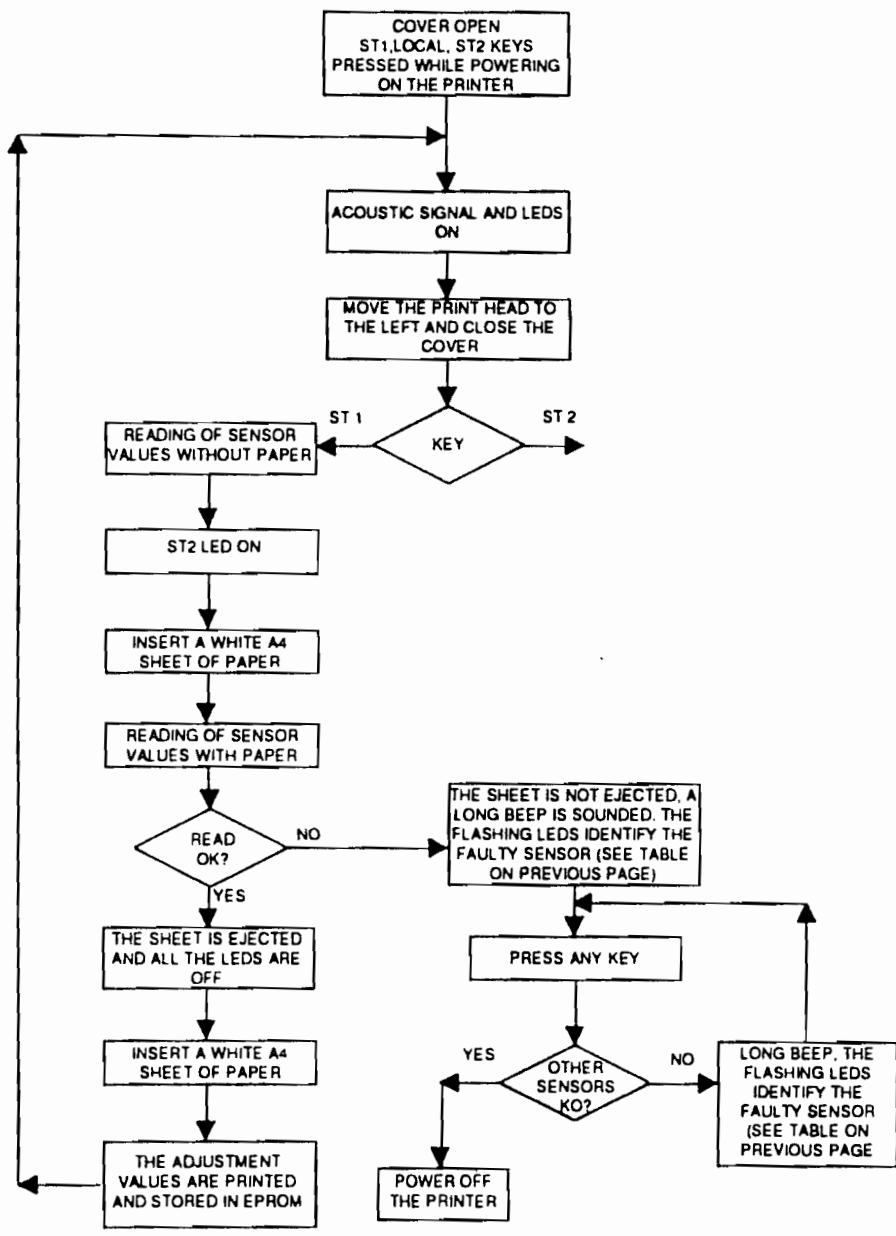 COVER OPEN
ST1,LOCAL, ST2 KEYS
PRESSED WHILE POWERING
ON THE PRINTER
ACOUSTIC SIGNAL AND LEDS
ON
MOVE THE PRINT HEAD TO
THE LEFT AND CLOSE THE
COVER
KEY
ST 1
ST 2
READING OF SENSOR
VALUES WITHOUT PAPER
ST2 LED ON
INSERT A WHITE A4
SHEET OF PAPER
READING OF SENSOR
VALUES WITH PAPER
READ
OK?
NO
YES
THE SHEET IS NOT EJECTED, A
LONG BEEP IS SOUNDED. THE
FLASHING LEDS IDENTIFY THE
FAULTY SENSOR (SEE TABLE
ON PREVIOUS PAGE)
THE SHEET IS EJECTED
AND ALL THE LEDS ARE
OFF
PRESS ANY KEY
INSERT A WHITE A4
SHEET OF PAPER
OTHER
SENSORS
KO?
YES
NO
LONG BEEP, THE
FLASHING LEDS
IDENTIFY THE
FAULTY SENSOR
(SEE TABLE ON
PREVIOUS PAGE
THE ADJUSTMENT
VALUES ARE PRINTED
AND STORED IN EPROM
POWER OFF
THE PRINTER